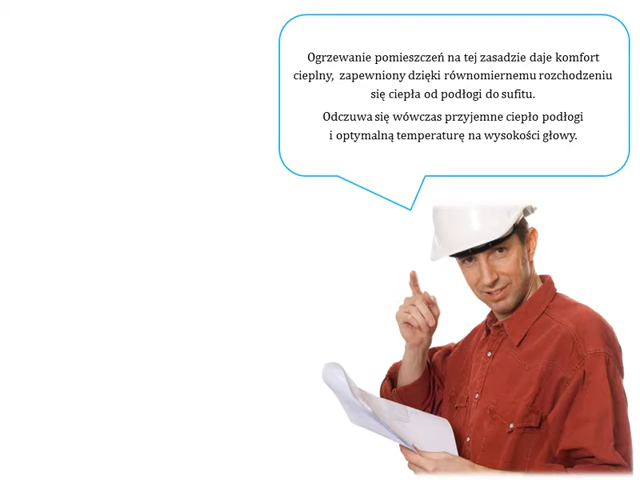 Ogrzewanie pomieszczeń na tej zasadzie daje komfort
cieplny, zapewniony dzięki równomiernemu rozchodzeniu
się ciepła od podłogi do sufitu.
Odczuwa się wówczas przyjemne ciepło podłogi
i optymalną temperaturę na wysokości głowy.